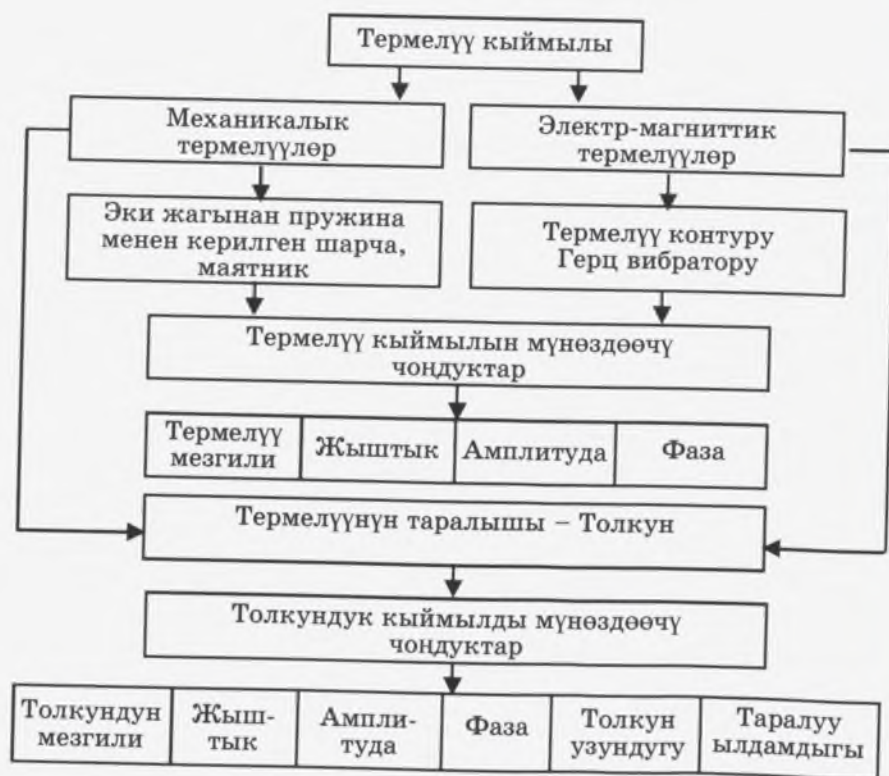 Термелүү кыймылы
Механикалык
термелүүлөр
Электр-магниттик
термелүүлөр
Эки жагынан пружина
менен керилген шарча,
маятник
Термелүү контуру
Герц вибратору
Термелүү кыймылын мүнөздөөчү
чоңдуктар
Термелүү
мезгили
Жыштык
Амплитуда
Фаза
Термелүүнүн таралышы – Толкун
Толкундук кыймылды мүнөздөөчү
чоңдуктар
Толкундун
мезгили
Жыш-
тык
Ампли-
туда
Фаза
Толкун
узундугу
Таралуу
ылдамдыгы